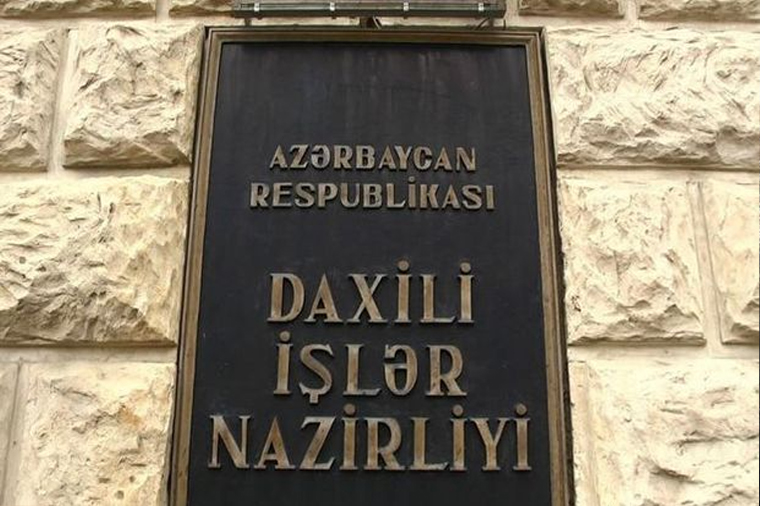 AZƏRBAYCAN
RESPUBLİKASI
DAXİLİ
İŞLƏR
NAZİRLİYİ